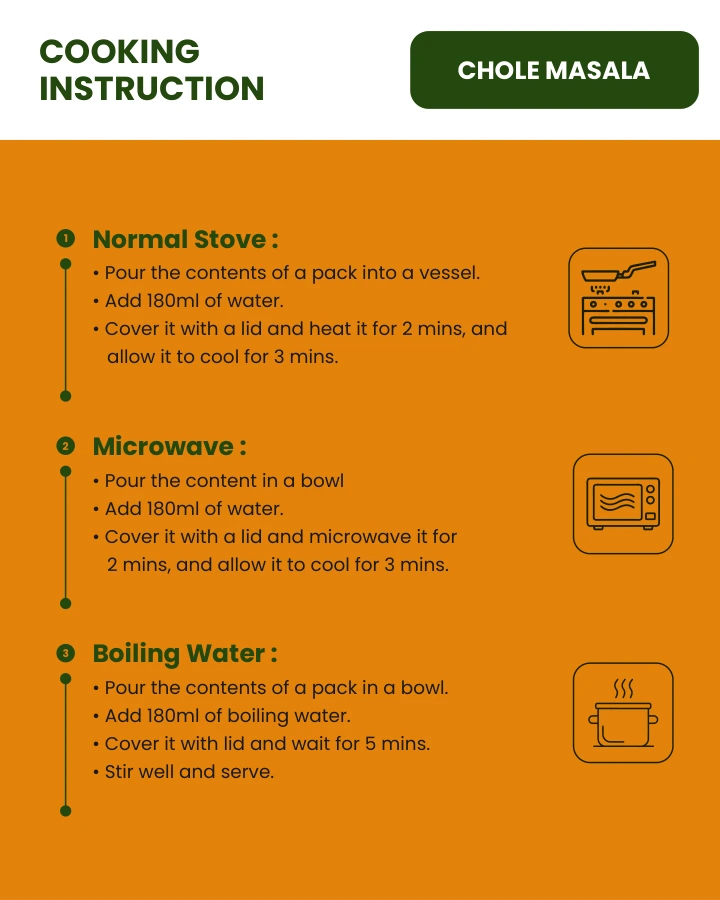 COOKING
INSTRUCTION
CHOLE MASALA
1 Normal Stove :
• Pour the contents of a pack into a vessel.
• Add 180ml of water.
• Cover it with a lid and heat it for 2 mins, and
allow it to cool for 3 mins.
2 Microwave :
• Pour the content in a bowl
• Add 180ml of water.
• Cover it with a lid and microwave it for
2 mins, and allow it to cool for 3 mins.
3 Boiling Water :
• Pour the contents of a pack in a bowl.
• Add 180ml of boiling water.
• Cover it with lid and wait for 5 mins.
• Stir well and serve.